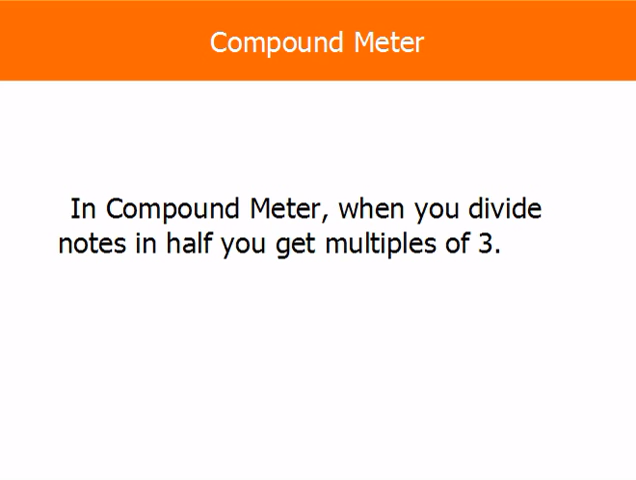 Compound Meter
In Compound Meter, when you divide
notes in half you get multiples of 3.